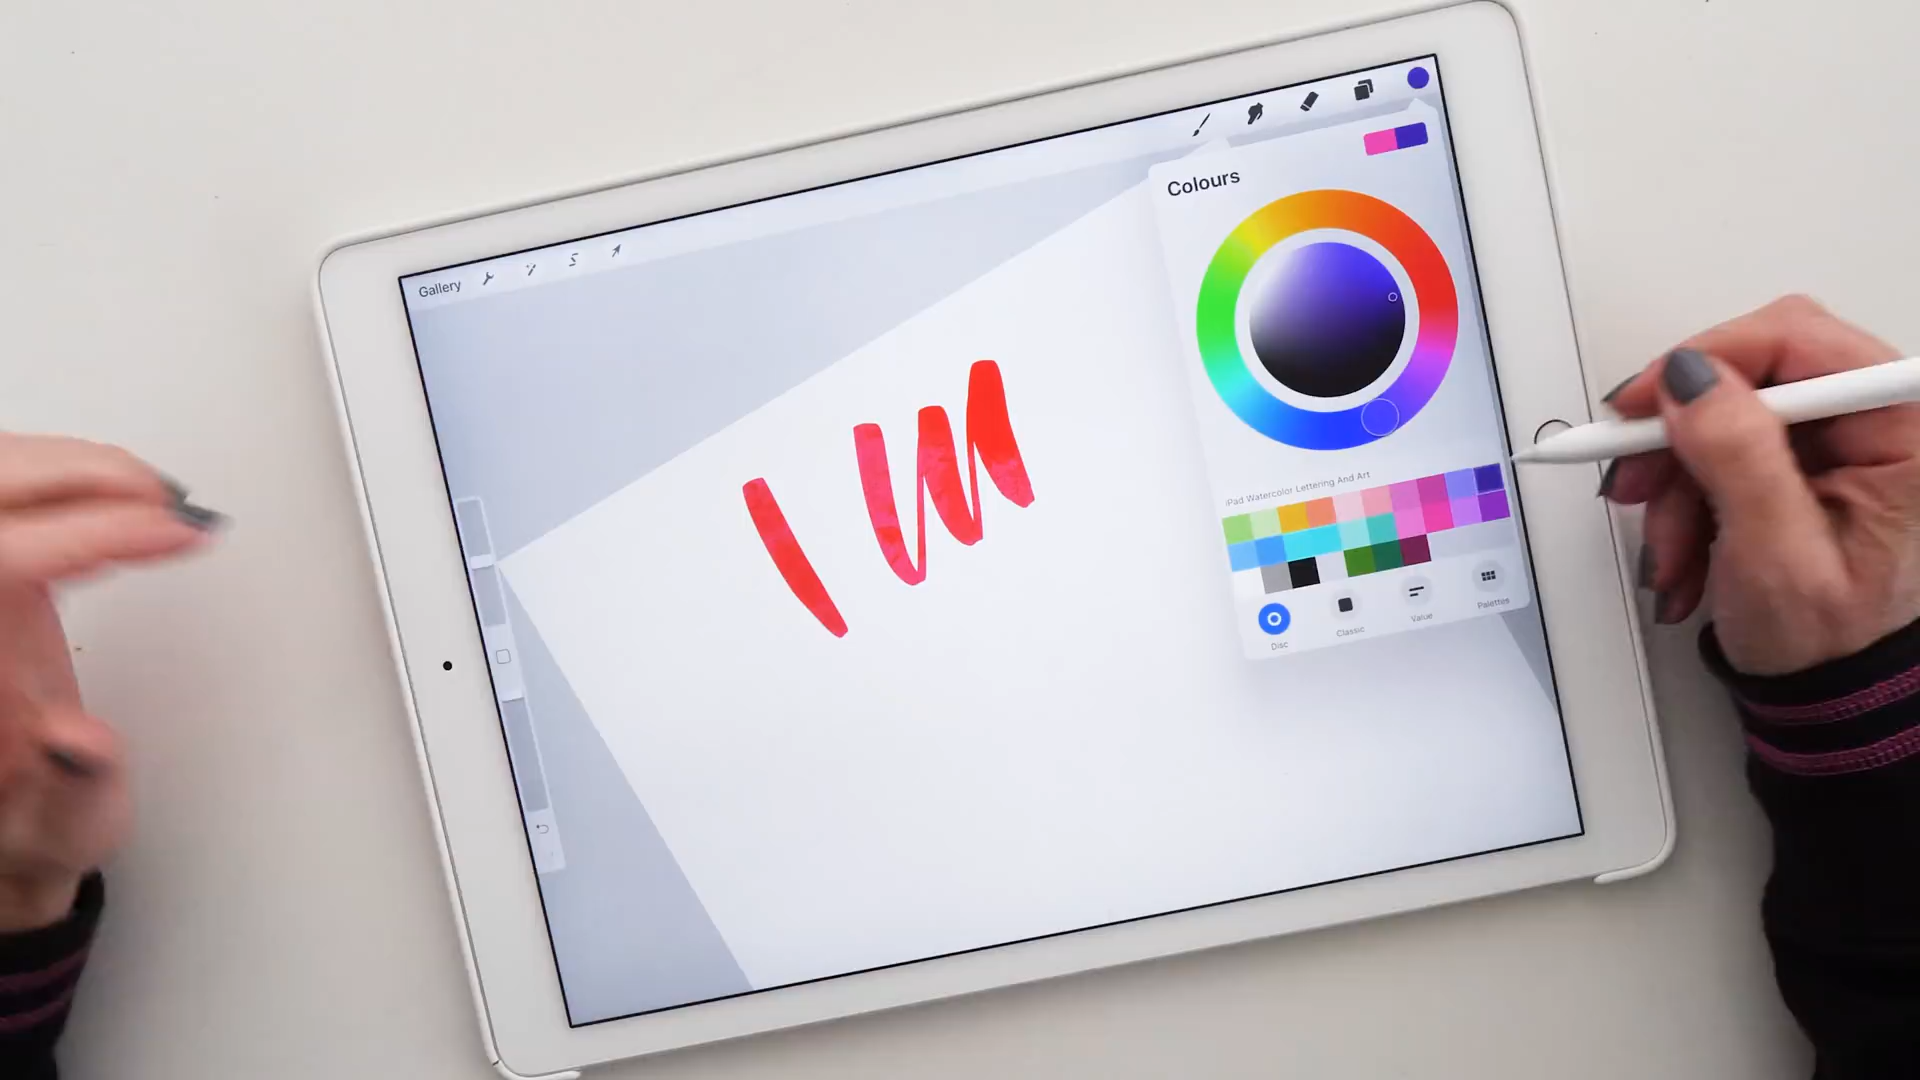 Gallery
Colours
iPad Watercolor Lettering And Art
Disc
Classic
Value
Palettes